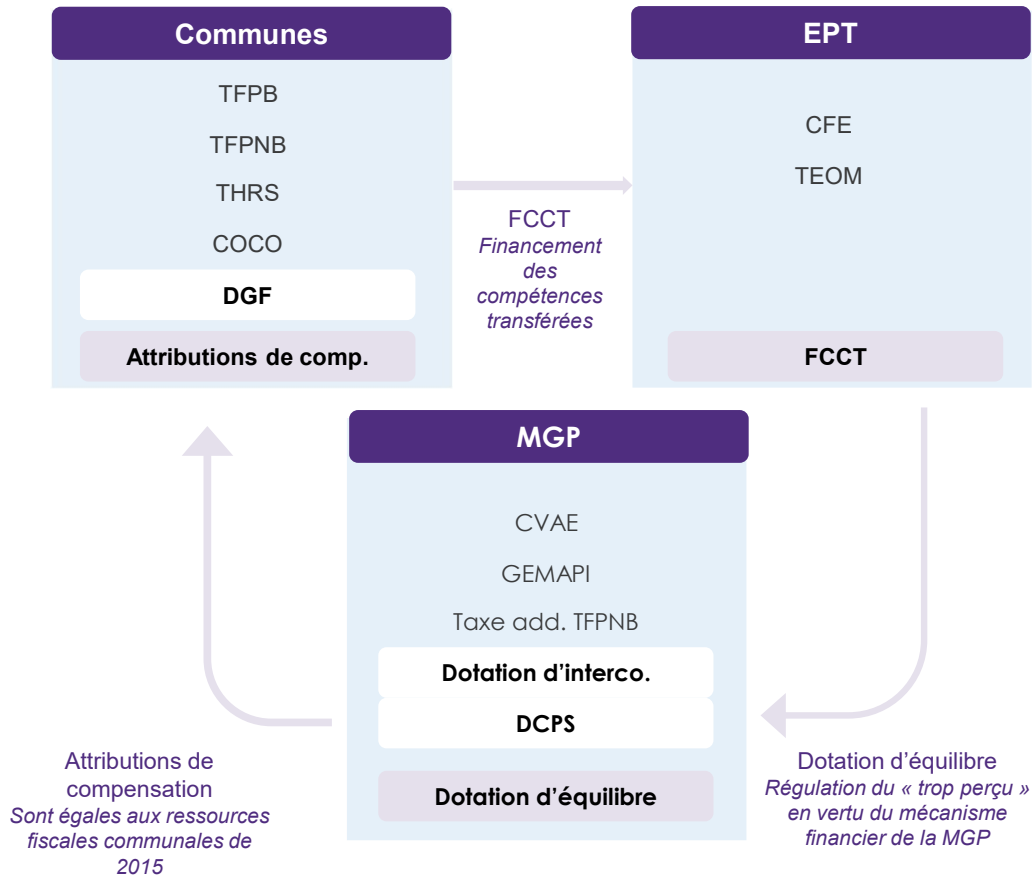 Communes
TFPB
TFPNB
THRS
COCO
DGF
Attributions de comp.
FCCT
Financement
des
compétences
transférées
EPT
CFE
TEOM
FCCT
MGP
CVAE
GEMAPI
Taxe add. TFPNB
Dotation d'interco.
DCPS
Dotation d'équilibre
Attributions de
compensation
Sont égales aux ressources
fiscales communales de
2015
Dotation d'équilibre
Régulation du « trop perçu »
en vertu du mécanisme
financier de la MGP